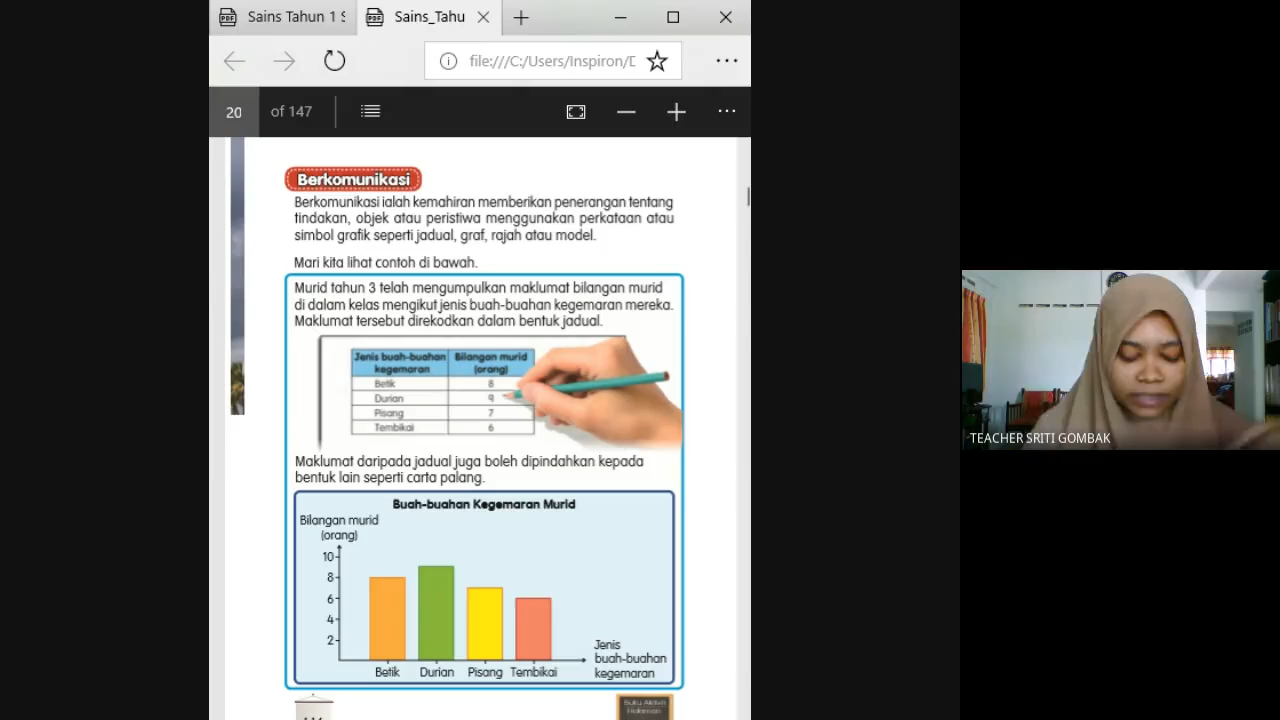 Sains Tahun 1 S
Sains_Tahu
file:///C:/Users/Inspiron/D
20 of 147
Berkomunikasi
Berkomunikasi ialah kemahiran memberikan penerangan tentang
tindakan, objek atau peristiwa menggunakan perkataan atau
simbol grafik seperti jadual, graf, rajah atau model.
Mari kita lihat contoh di bawah.
Murid tahun 3 telah mengumpulkan maklumat bilangan murid
di dalam kelas mengikut jenis buah-buahan kegemaran mereka.
Maklumat tersebut direkodkan dalam bentuk jadual.
Jenis buah-buahan kegemaran Bilangan murid (orang)
Betik 8
Durian 9
Pisang 7
Tembikai 6
Maklumat daripada jadual juga boleh dipindahkan kepada
bentuk lain seperti carta palang.
Buah-buahan Kegemaran Murid
Bilangan murid
(orang)
10
8
6
4
2
Betik Durian Pisang Tembikai
Jenis
buah-buahan
kegemaran
Buku Aktiviti
Halaman
TEACHER SRITI GOMBAK